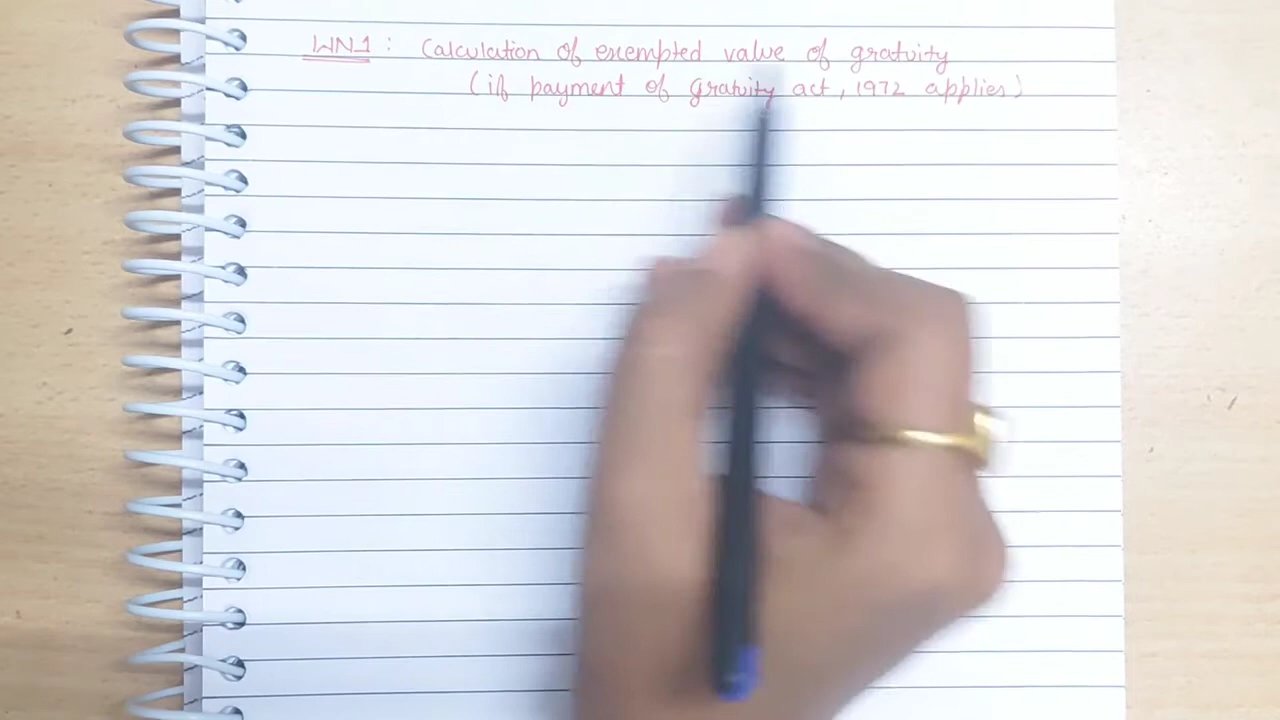 WN1 : Calculation of exempted value of gratuity
(if payment of gratuity act, 1972 applies)